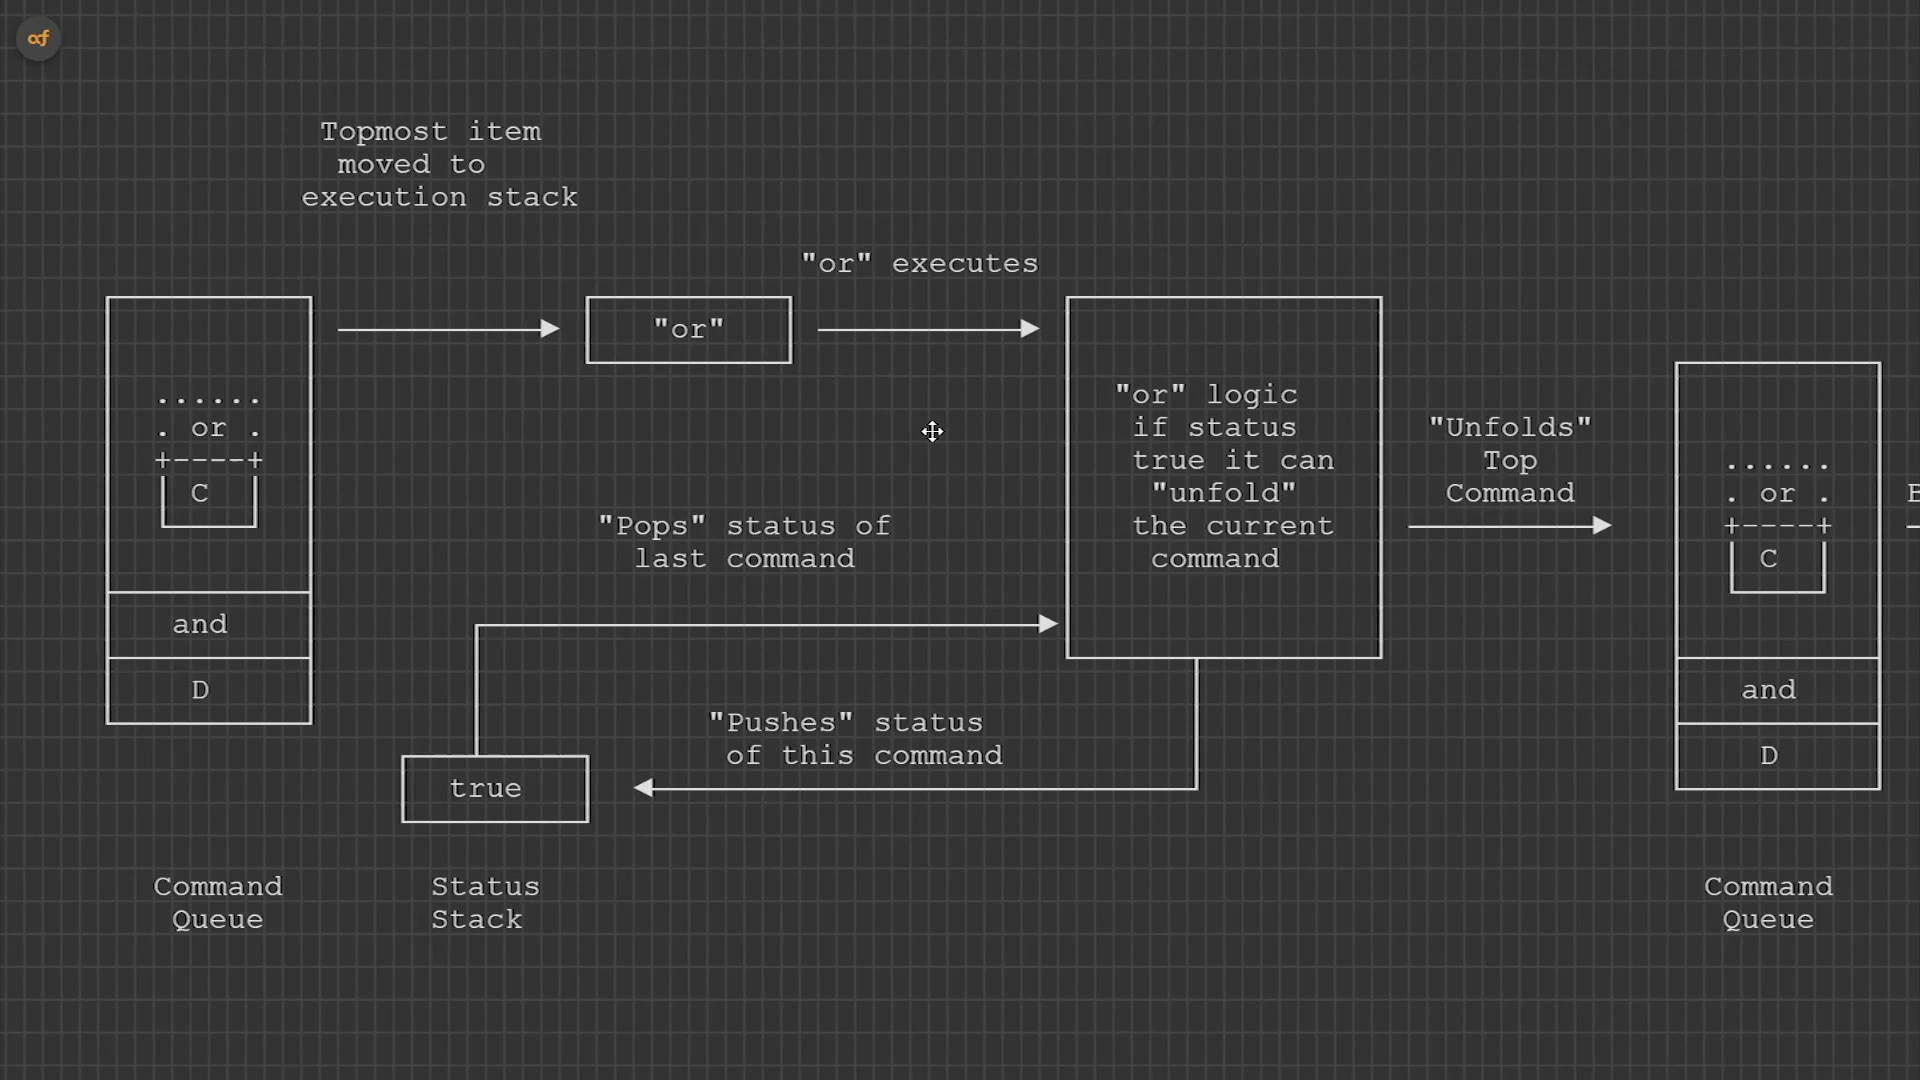 αf
Topmost item
moved to
execution stack
"or" executes
"or"
......
. or .
+----+
C
and
D
"or" logic
if status
true it can
"unfold"
the current
command
"Unfolds"
Top
Command
"Pops" status of
last command
"Pushes" status
of this command
true
......
. or .
+----+
C
and
D
Command
Queue
Status
Stack
Command
Queue